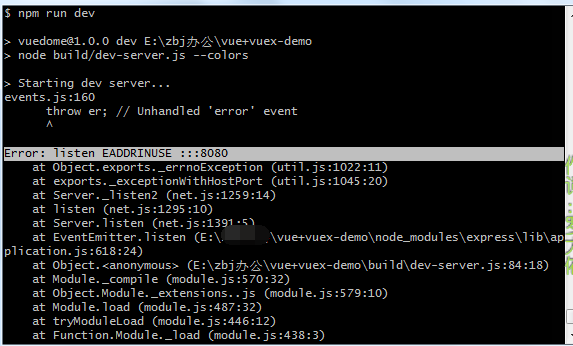 $ npm run dev
> vuedome@1.0.0 dev E:\zbj办公\vue+vuex-demo
> node build/dev-server.js --colors
> Starting dev server...
events.js:160
throw er; // Unhandled 'error' event
^
Error: listen EADDRINUSE :::8080
at Object.exports._errnoException (util.js:1022:11)
at exports._exceptionWithHostPort (util.js:1045:20)
at Server._listen2 (net.js:1259:14)
at listen (net.js:1295:10)
at Server.listen (net.js:1391:5)
at EventEmitter.listen (E:\ \vue+vuex-demo\node_modules\express\lib\ap
plication.js:618:24)
at Object.<anonymous> (E:\zbj办公\vue+vuex-demo\build\dev-server.js:84:18)
at Module._compile (module.js:570:32)
at Object.Module._extensions..js (module.js:579:10)
at Module.load (module.js:487:32)
at tryModuleLoad (module.js:446:12)
at Function.Module._load (module.js:438:3)